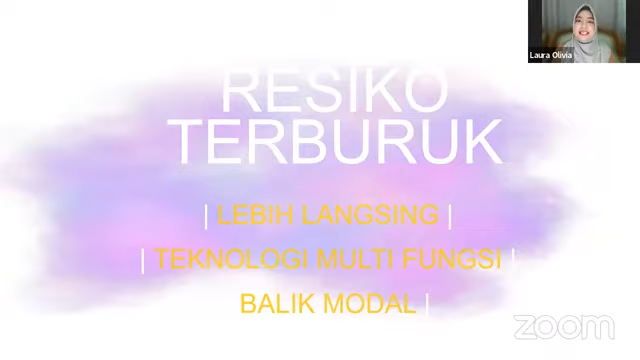 Laura Olivia
RESIKO
TERBURUK
| LEBIH LANGSING |
| TEKNOLOGI MULTI FUNGSI |
BALIK MODAL |
zoom